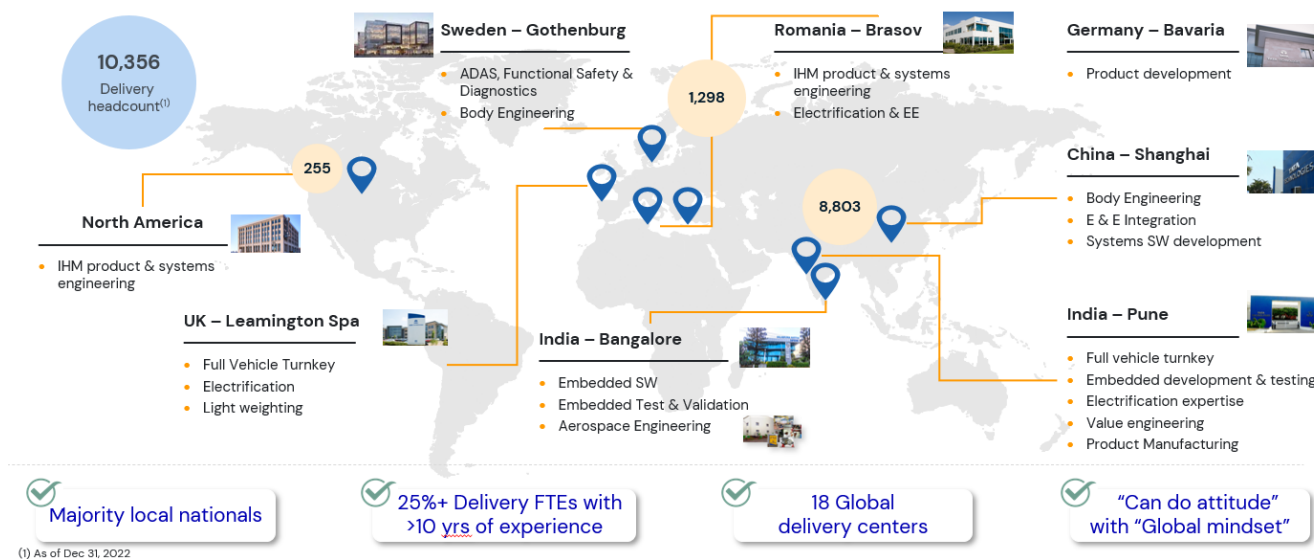 10,356
Delivery
headcount(1)
Sweden – Gothenburg
• ADAS, Functional Safety &
Diagnostics
• Body Engineering
1,298
Romania – Brasov
• IHM product & systems
engineering
• Electrification & EE
Germany – Bavaria
• Product development
255
North America
• IHM product & systems
engineering
8,803
China – Shanghai
• Body Engineering
• E & E Integration
• Systems SW development
UK – Leamington Spa
• Full Vehicle Turnkey
• Electrification
• Light weighting
India – Bangalore
• Embedded SW
• Embedded Test & Validation
• Aerospace Engineering
India – Pune
• Full vehicle turnkey
• Embedded development & testing
• Electrification expertise
• Value engineering
• Product Manufacturing
Majority local nationals
25%+ Delivery FTEs with
>10 yrs of experience
18 Global
delivery centers
“Can do attitude”
with “Global mindset”
(1) As of Dec 31, 2022